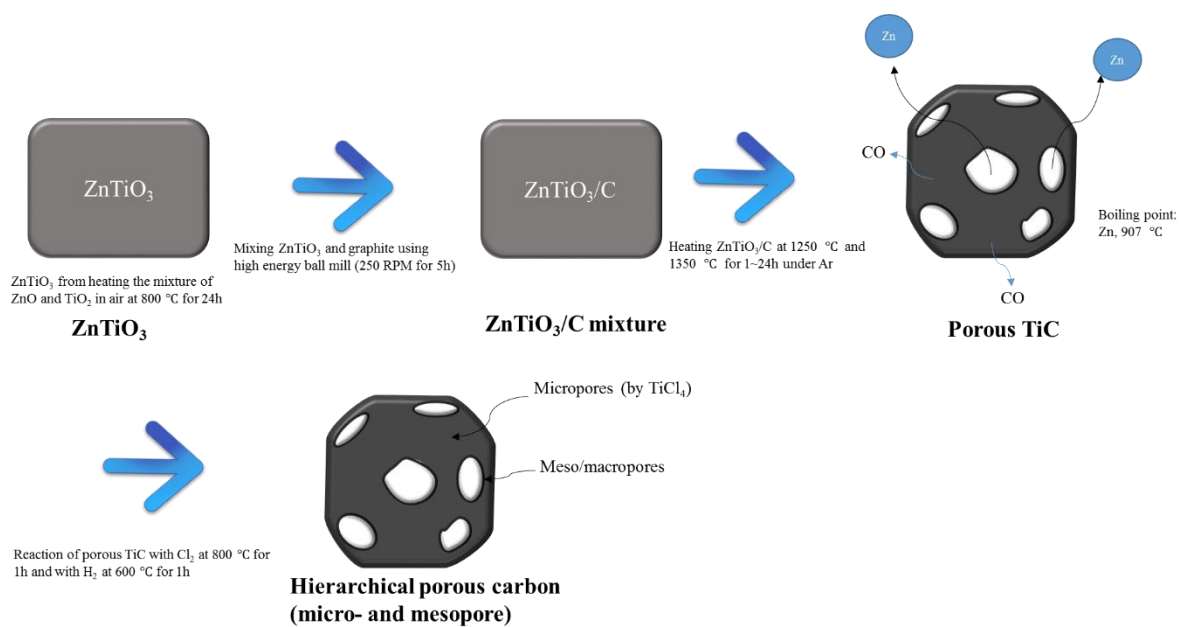 ZnTiO₃
ZnTiO₃ from heating the mixture of
ZnO and TiO₂ in air at 800 °C for 24h
ZnTiO₃
Mixing ZnTiO₃ and graphite using
high energy ball mill (250 RPM for 5h)
ZnTiO₃/C
ZnTiO₃/C mixture
Heating ZnTiO₃/C at 1250 °C and
1350 °C for 1~24h under Ar
Zn
Zn
CO
CO
Boiling point:
Zn, 907 °C
Porous TiC
Reaction of porous TiC with Cl₂ at 800 °C for
1h and with H₂ at 600 °C for 1h
Micropores (by TiCl₄)
Meso/macropores
Hierarchical porous carbon
(micro- and mesopore)